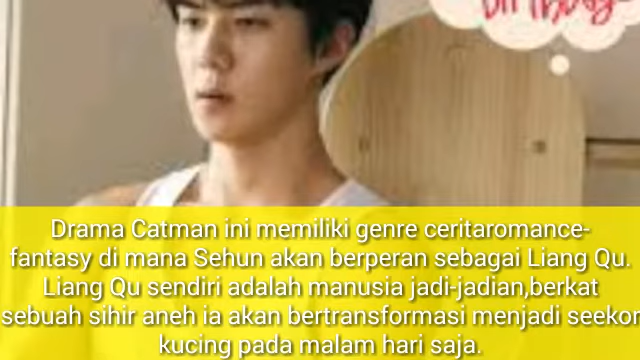 birthday
Drama Catman ini memiliki genre ceritaromance-
fantasy di mana Sehun akan berperan sebagai Liang Qu.
Liang Qu sendiri adalah manusia jadi-jadian,berkat
sebuah sihir aneh ia akan bertransformasi menjadi seekor
kucing pada malam hari saja.